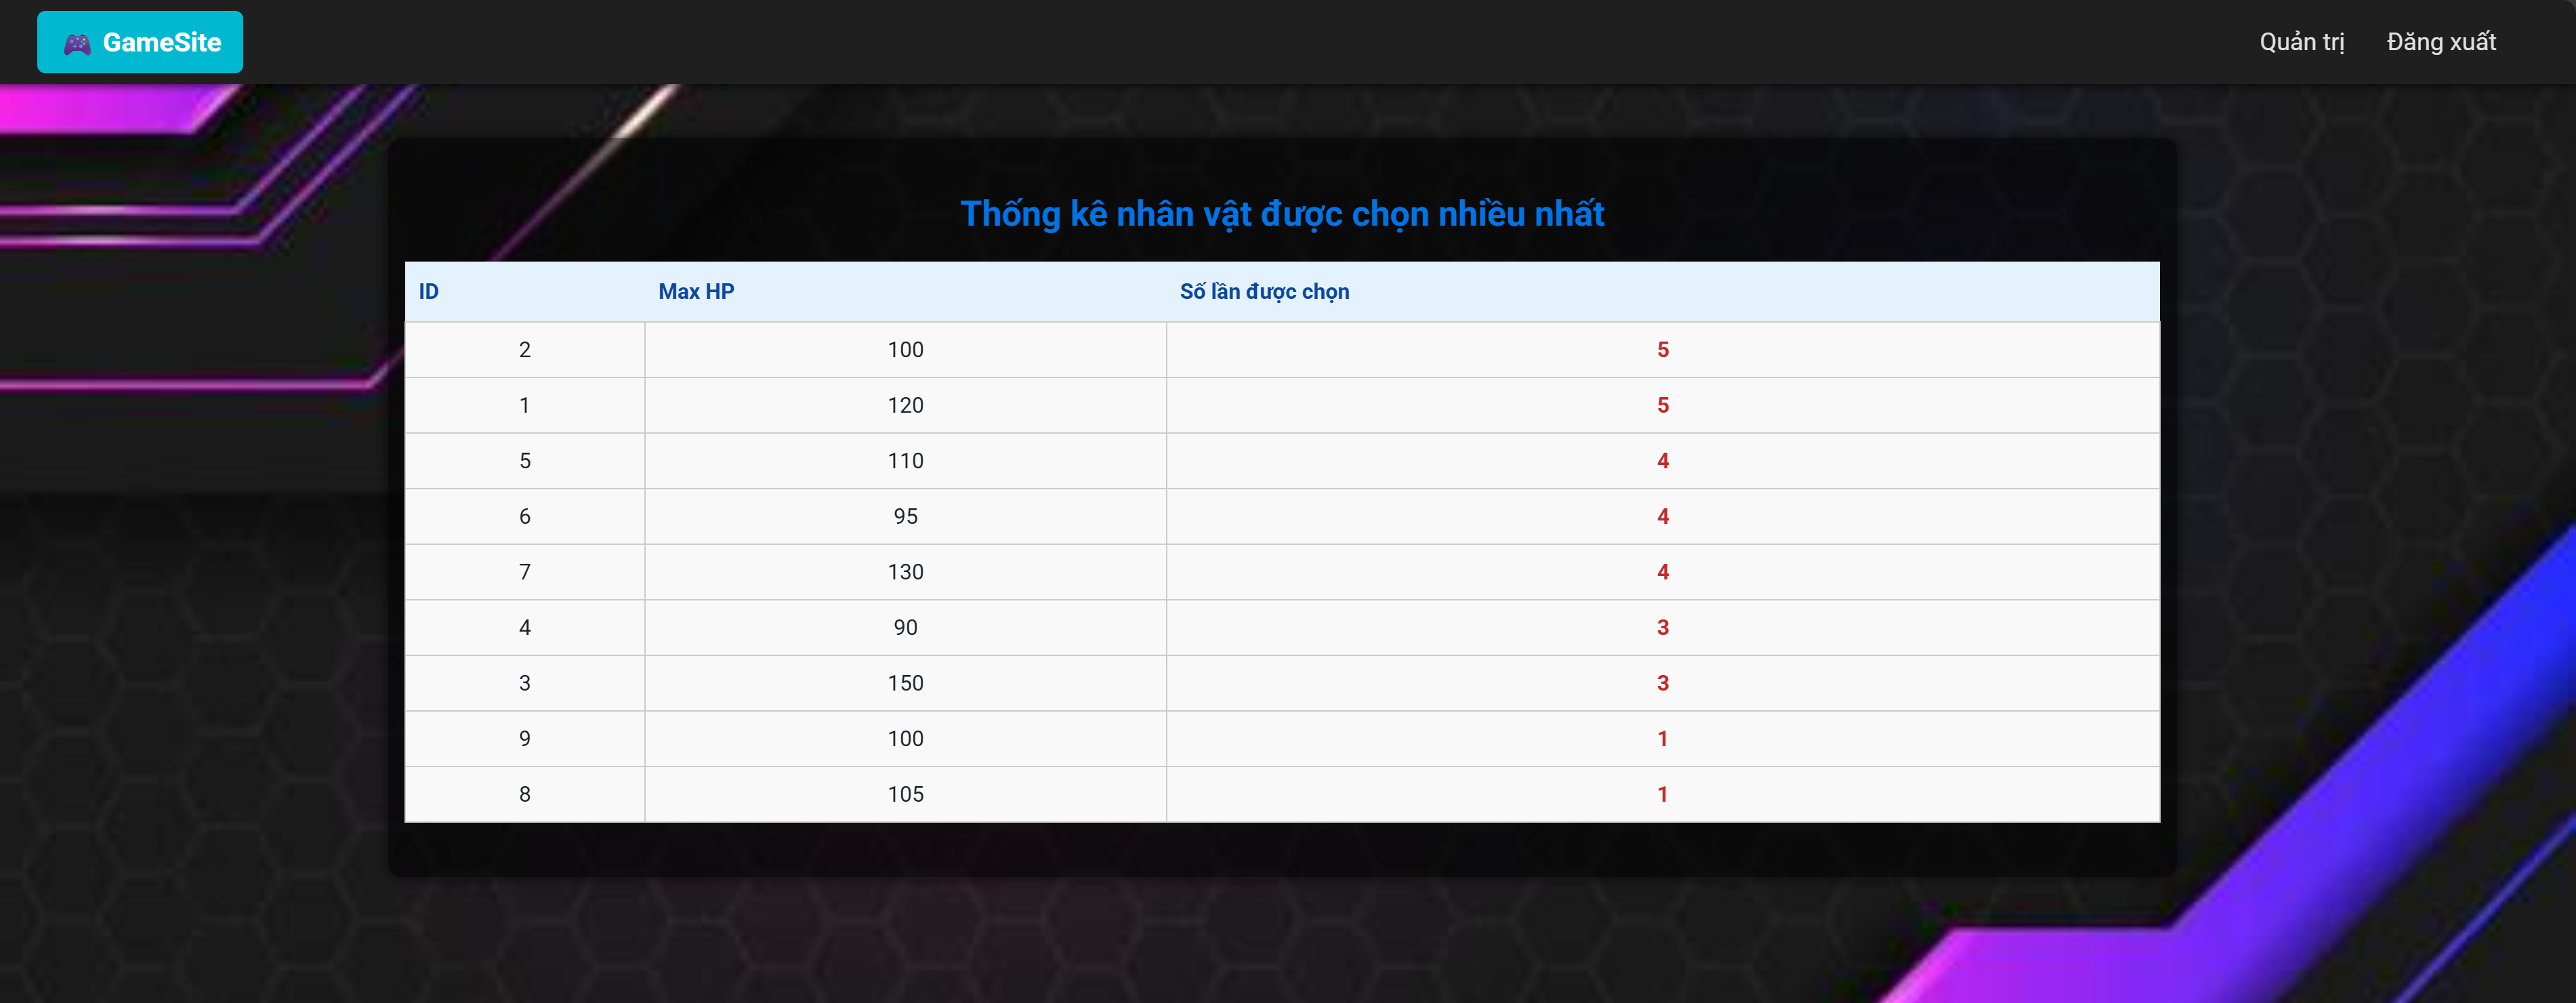 🎮 GameSite Quản trị Đăng xuất
Thống kê nhân vật được chọn nhiều nhất
ID Max HP Số lần được chọn
2 100 5
1 120 5
5 110 4
6 95 4
7 130 4
4 90 3
3 150 3
9 100 1
8 105 1